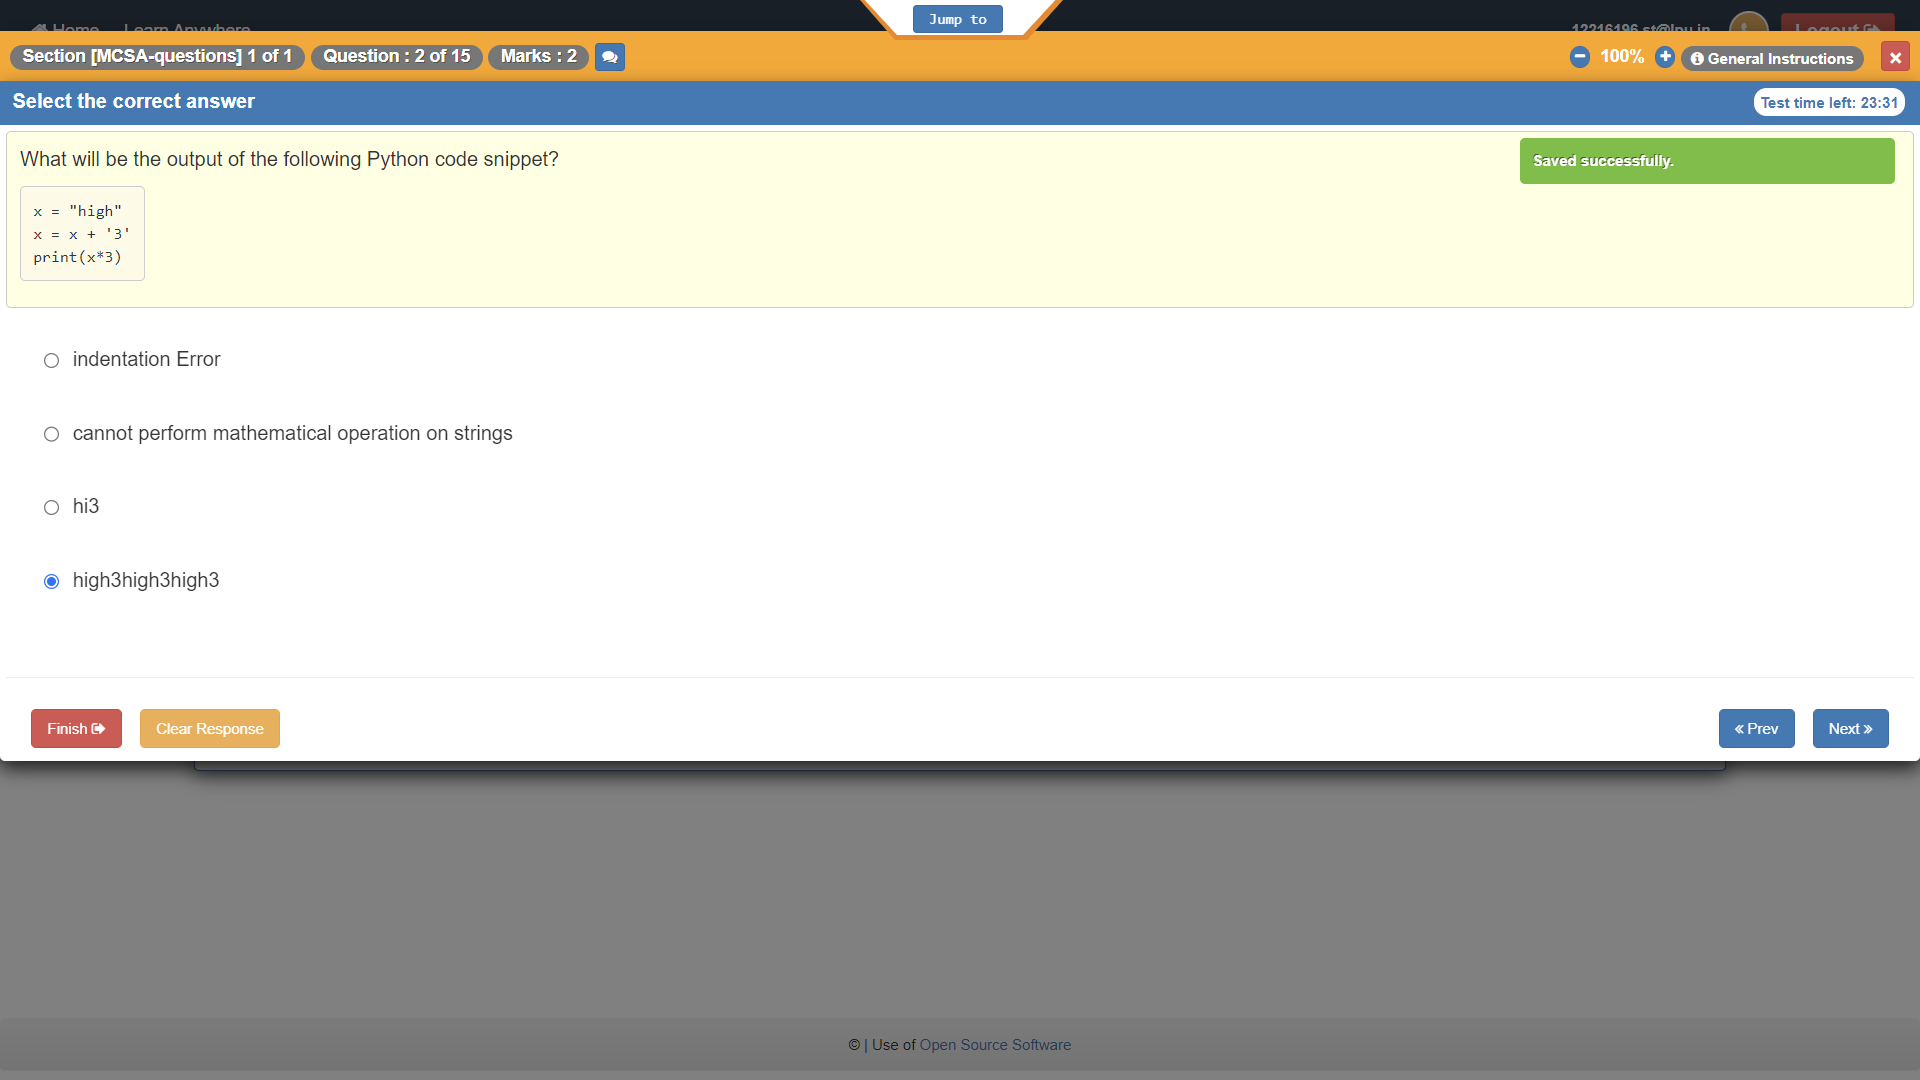 Jump to
Home Learn Anywhere 12216196.st@lpu.in Logout
Section [MCSA-questions] 1 of 1 Question : 2 of 15 Marks : 2 100% General Instructions
Select the correct answer Test time left: 23:31
What will be the output of the following Python code snippet?
Saved successfully.
x = "high"
x = x + '3'
print(x*3)
indentation Error
cannot perform mathematical operation on strings
hi3
high3high3high3
Finish Clear Response « Prev Next »
© | Use of Open Source Software